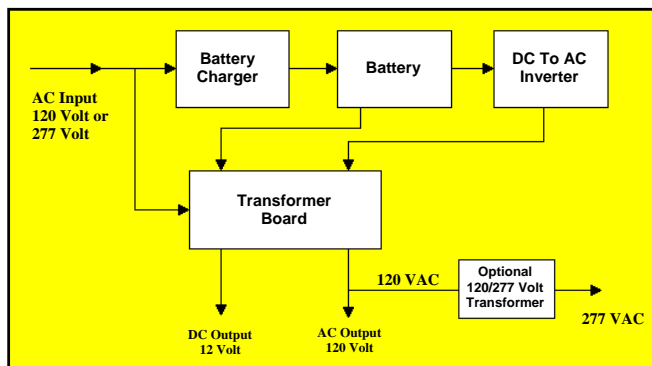 Battery
Charger
Battery
DC To AC
Inverter
AC Input
120 Volt or
277 Volt
Transformer
Board
120 VAC
Optional
120/277 Volt
Transformer
277 VAC
DC Output
12 Volt
AC Output
120 Volt